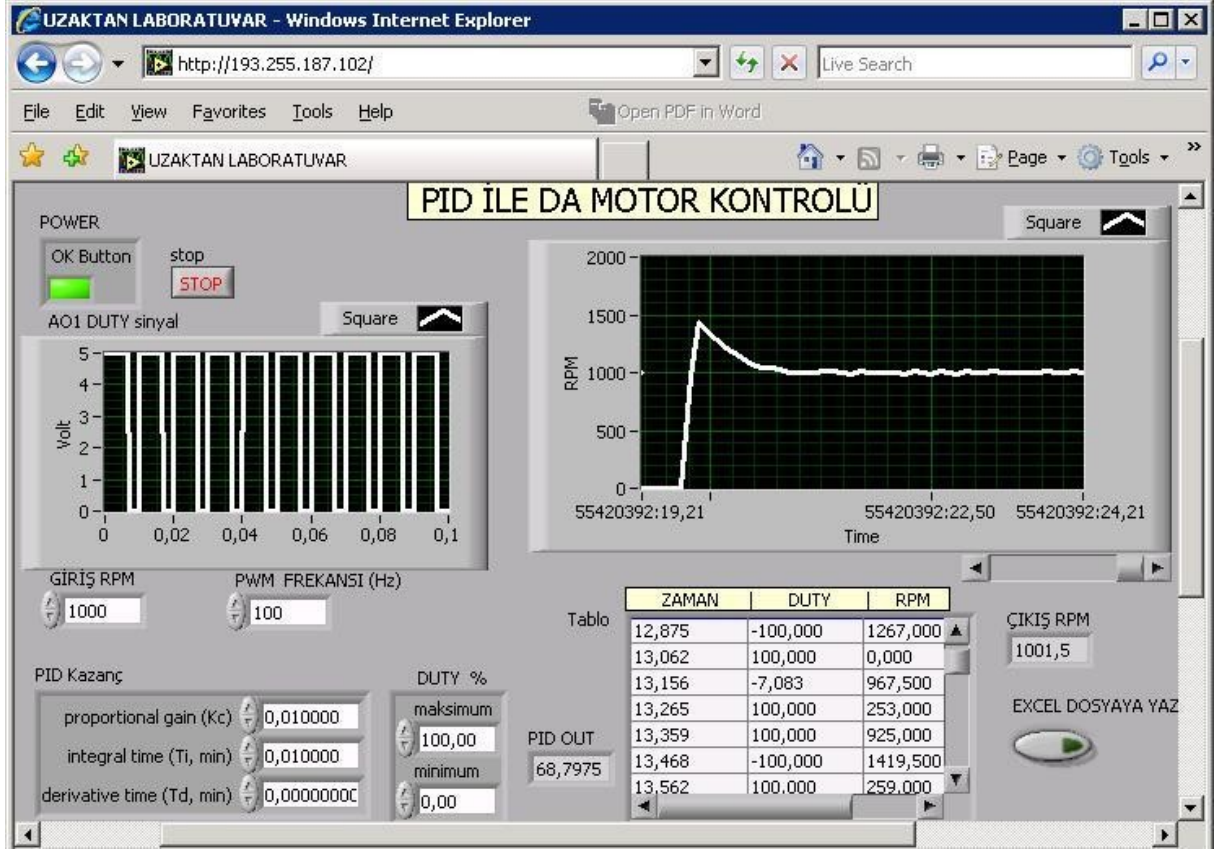 UZAKTAN LABORATUVAR - Windows Internet Explorer
http://193.255.187.102/
Live Search
File Edit View Favorites Tools Help
Open PDF in Word
UZAKTAN LABORATUVAR
Page Tools »
PID İLE DA MOTOR KONTROLÜ
POWER
OK Button
stop
STOP
AO1 DUTY sinyal
Square
Volt
5
4
3
2
1
0
0 0,02 0,04 0,06 0,08 0,1
Square
RPM
2000
1500
1000
500
0
55420392:19,21 55420392:22,50 55420392:24,21
Time
GİRİŞ RPM
1000
PWM FREKANSI (Hz)
100
PID Kazanç
proportional gain (Kc) 0,010000
integral time (Ti, min) 0,010000
derivative time (Td, min) 0,0000000
DUTY %
maksimum
100,00
minimum
0,00
PID OUT
68,7975
Tablo
ZAMAN | DUTY | RPM
12,875 -100,000 1267,000
13,062 100,000 0,000
13,156 -7,083 967,500
13,265 100,000 253,000
13,359 100,000 925,000
13,468 -100,000 1419,500
13,562 100,000 259,000
ÇIKIŞ RPM
1001,5
EXCEL DOSYAYA YAZ